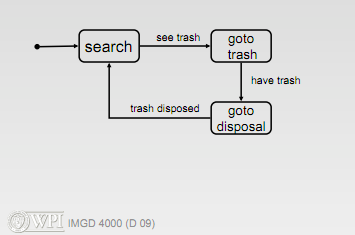 search
see trash
goto
trash
have trash
trash disposed
goto
disposal
WPI
IMGD 4000 (D 09)